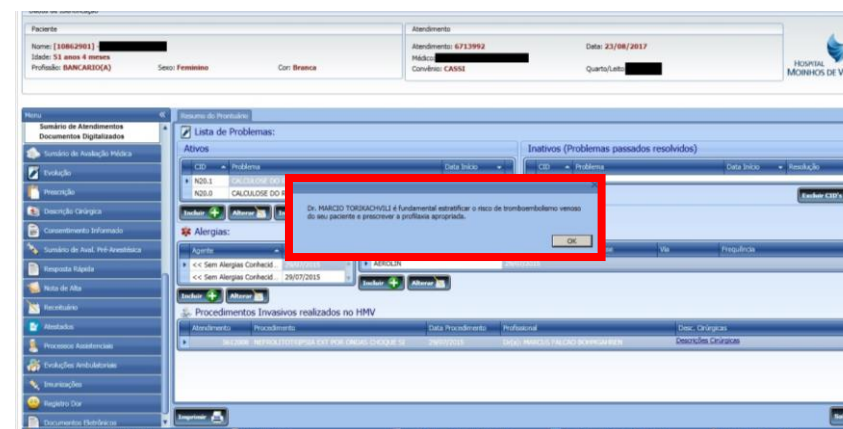 Paciente
Nome: [10862981] -
Idade: 51 anos 4 meses
Profissão: BANCARIO(A) Sexo: Feminino Cor: Branca
Atendimento
Atendimento: 6713992 Data: 23/08/2017
Médico:
Convênio: CASSI Quarto/Leito:
HOSPITAL
MOINHOS DE V
Menu
Sumário de Atendimentos
Documentos Digitalizados
Sumário de Avaliação Médica
Evolução
Prescrição
Descrição Cirúrgica
Consentimento Informado
Sumário de Aval. Pré-Anestésica
Resposta Rápida
Nota de Alta
Receituário
Atestados
Processos Assistenciais
Evoluções Ambulatoriais
Imunizações
Registro Dor
Documentos Eletrônicos
Resumo do Prontuário
Lista de Problemas:
Ativos
CID Problema Data Início
N20.1 CALCULOSE DO
N20.0 CALCULOSE DO R
Incluir Alterar
Inativos (Problemas passados resolvidos)
CID Problema Data Início Resolução
Excluir CID's
Dr. MARCIO TORIKACHVILI é fundamental estratificar o risco de tromboembolismo venoso
do seu paciente e prescrever a profilaxia apropriada.
OK
Alergias:
Agente
<< Sem Alergias Conhecid...
<< Sem Alergias Conhecid... 29/07/2015
Incluir Alterar
Via Frequência
AEROLIN
Incluir Alterar
Procedimentos Invasivos realizados no HMV
Atendimento Procedimento Data Procedimento Profissional Desc. Cirúrgicas
Descrições Cirúrgicas
Imprimir